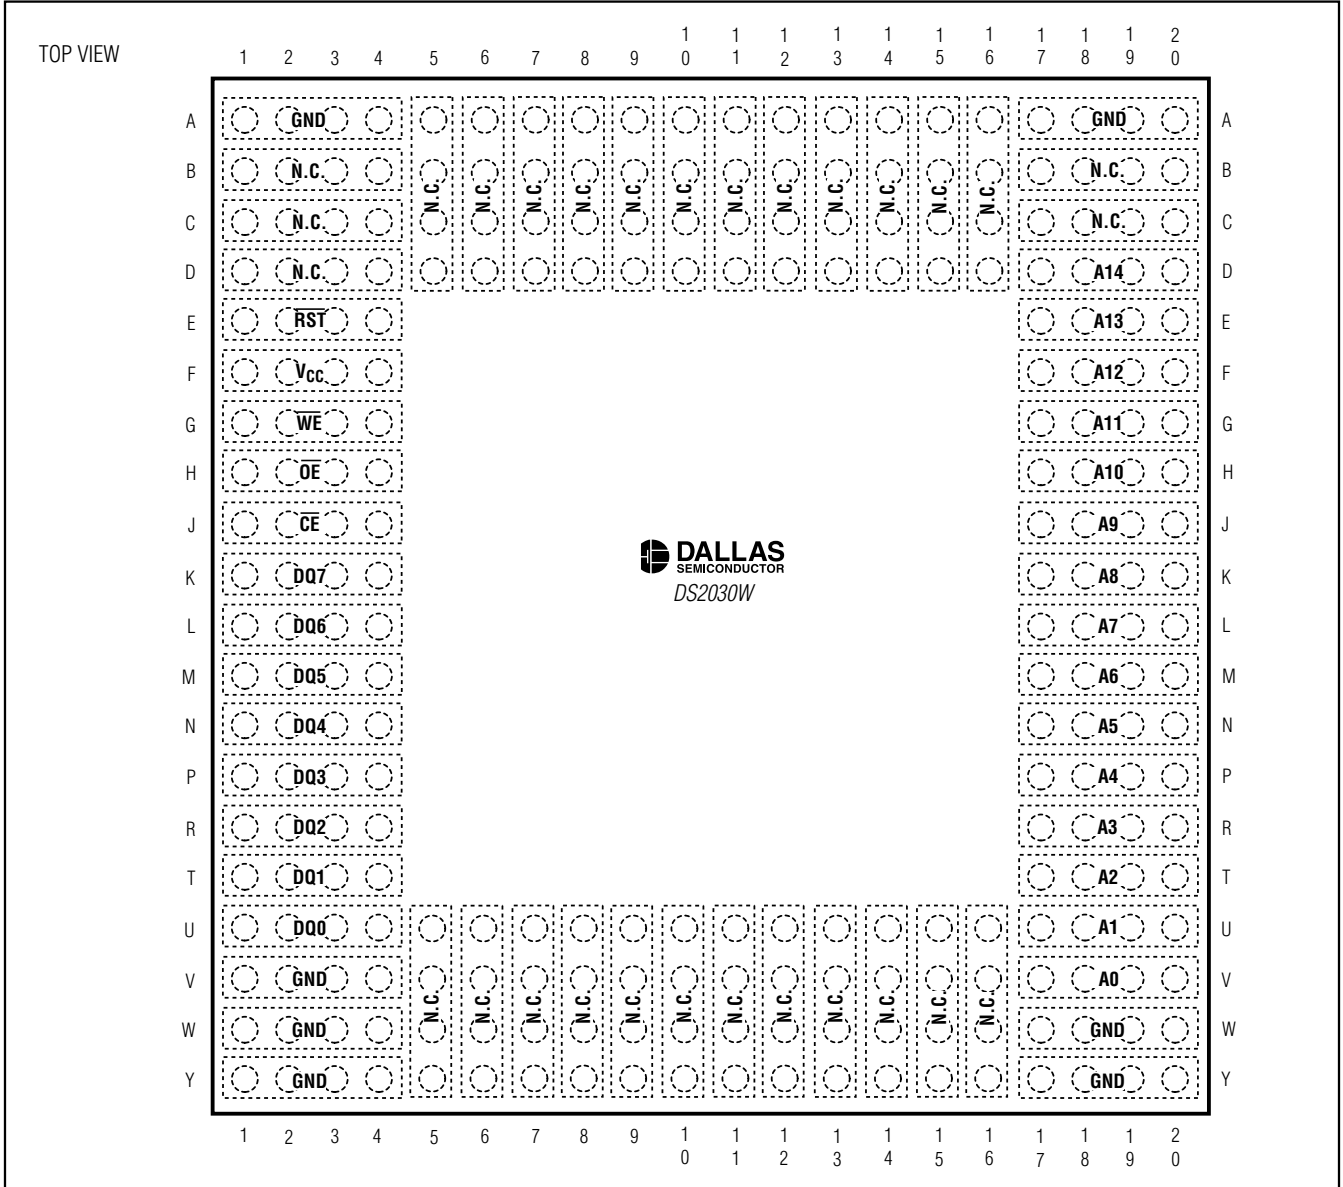 TOP VIEW
1 2 3 4 5 6 7 8 9 10 11 12 13 14 15 16 17 18 19 20
A GND GND A
B N.C. N.C. B
C N.C. N.C. C
N.C. N.C. N.C. N.C. N.C. N.C. N.C. N.C. N.C. N.C. N.C. N.C.
D N.C. A14 D
E RST A13 E
F VCC A12 F
G WE A11 G
H OE A10 H
J CE A9 J
DALLAS
SEMICONDUCTOR
DS2030W
K DQ7 A8 K
L DQ6 A7 L
M DQ5 A6 M
N DQ4 A5 N
P DQ3 A4 P
R DQ2 A3 R
T DQ1 A2 T
U DQ0 A1 U
V GND A0 V
N.C. N.C. N.C. N.C. N.C. N.C. N.C. N.C. N.C. N.C. N.C. N.C.
W GND GND W
Y GND GND Y
1 2 3 4 5 6 7 8 9 10 11 12 13 14 15 16 17 18 19 20